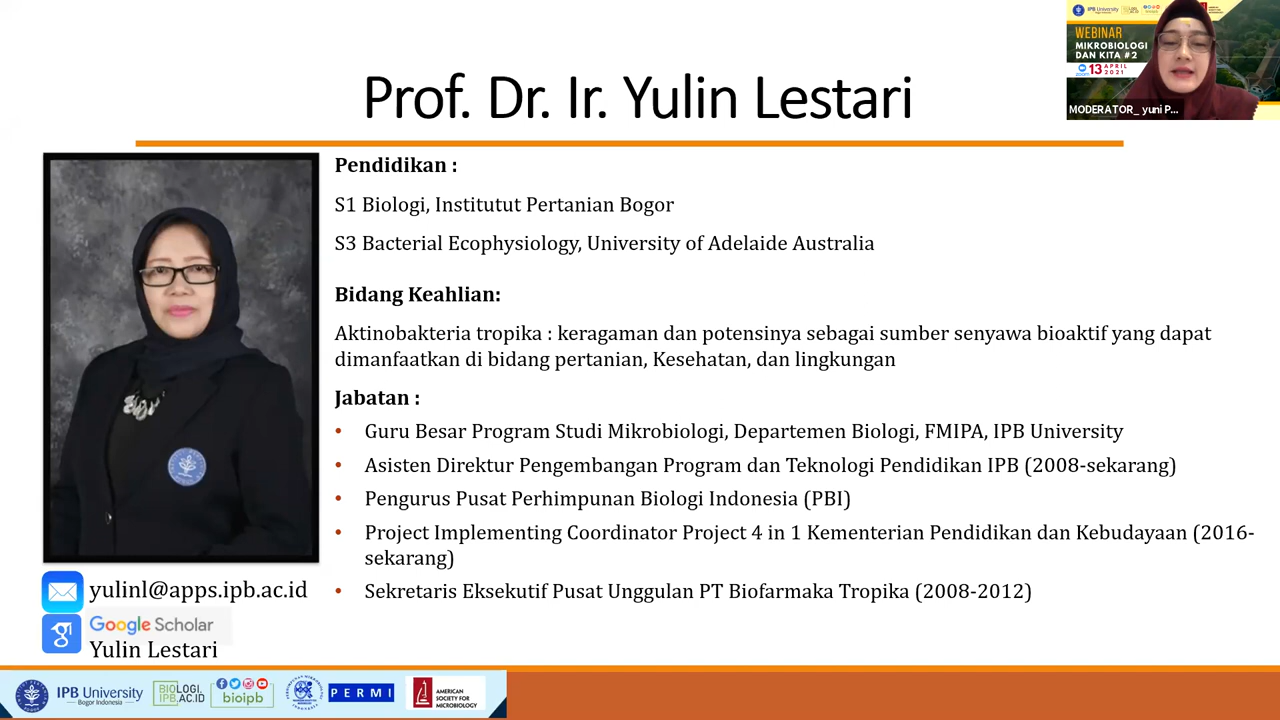 Prof. Dr. Ir. Yulin Lestari
IPB University
WEBINAR
MIKROBIOLOGI
DAN KITA #2
zoom
13 APRIL
2021
MODERATOR_ yuni P...
Pendidikan :
S1 Biologi, Institutut Pertanian Bogor
S3 Bacterial Ecophysiology, University of Adelaide Australia
Bidang Keahlian:
Aktinobakteria tropika : keragaman dan potensinya sebagai sumber senyawa bioaktif yang dapat
dimanfaatkan di bidang pertanian, Kesehatan, dan lingkungan
Jabatan :
• Guru Besar Program Studi Mikrobiologi, Departemen Biologi, FMIPA, IPB University
• Asisten Direktur Pengembangan Program dan Teknologi Pendidikan IPB (2008-sekarang)
• Pengurus Pusat Perhimpunan Biologi Indonesia (PBI)
• Project Implementing Coordinator Project 4 in 1 Kementerian Pendidikan dan Kebudayaan (2016-
sekarang)
• Sekretaris Eksekutif Pusat Unggulan PT Biofarmaka Tropika (2008-2012)
yulinl@apps.ipb.ac.id
Google Scholar
Yulin Lestari
IPB University
Bogor Indonesia
BIOLOGI.
IPB.AC.ID
bioipb
PERMI
AMERICAN
SOCIETY FOR
MICROBIOLOGY